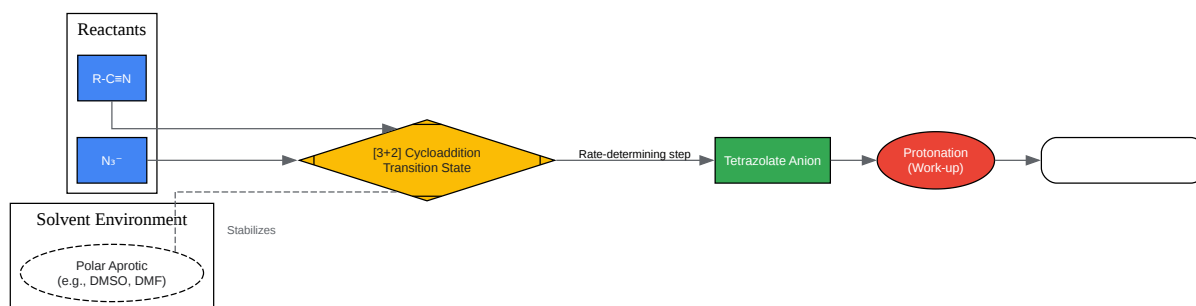 Reactants
R-C≡N
N₃⁻
[3+2] Cycloaddition
Transition State
Rate-determining step
Tetrazolate Anion
Protonation
(Work-up)
Solvent Environment
Stabilizes
Polar Aprotic
(e.g., DMSO, DMF)